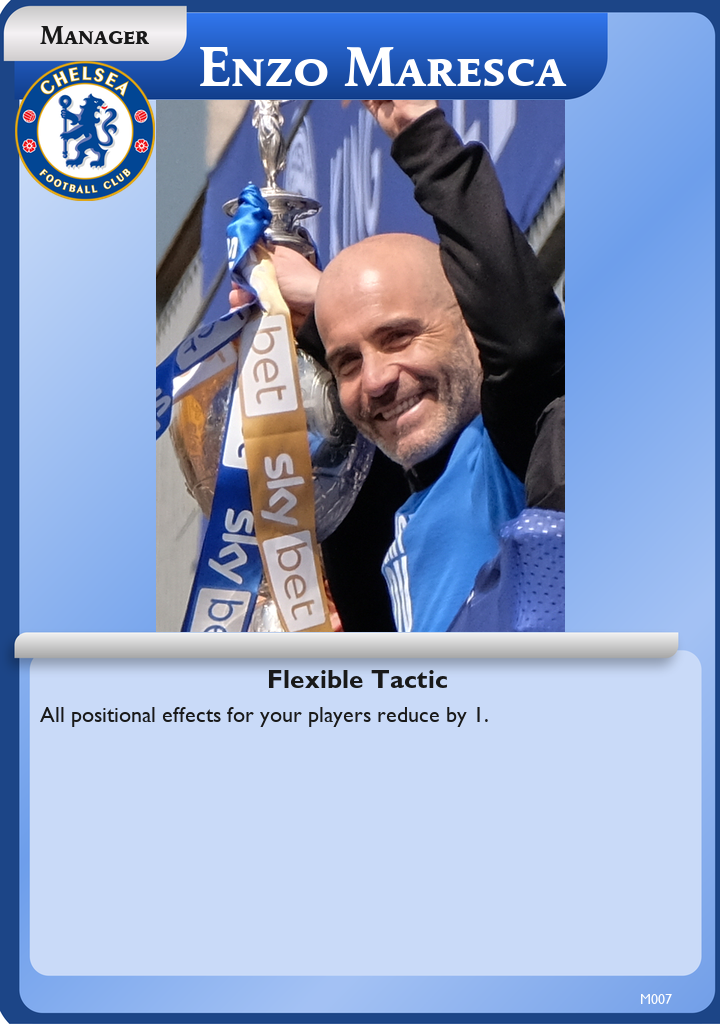 Manager
Enzo Maresca
CHELSEA
FOOTBALL CLUB
bet
sky
bet
sky
be
Flexible Tactic
All positional effects for your players reduce by 1.
M007